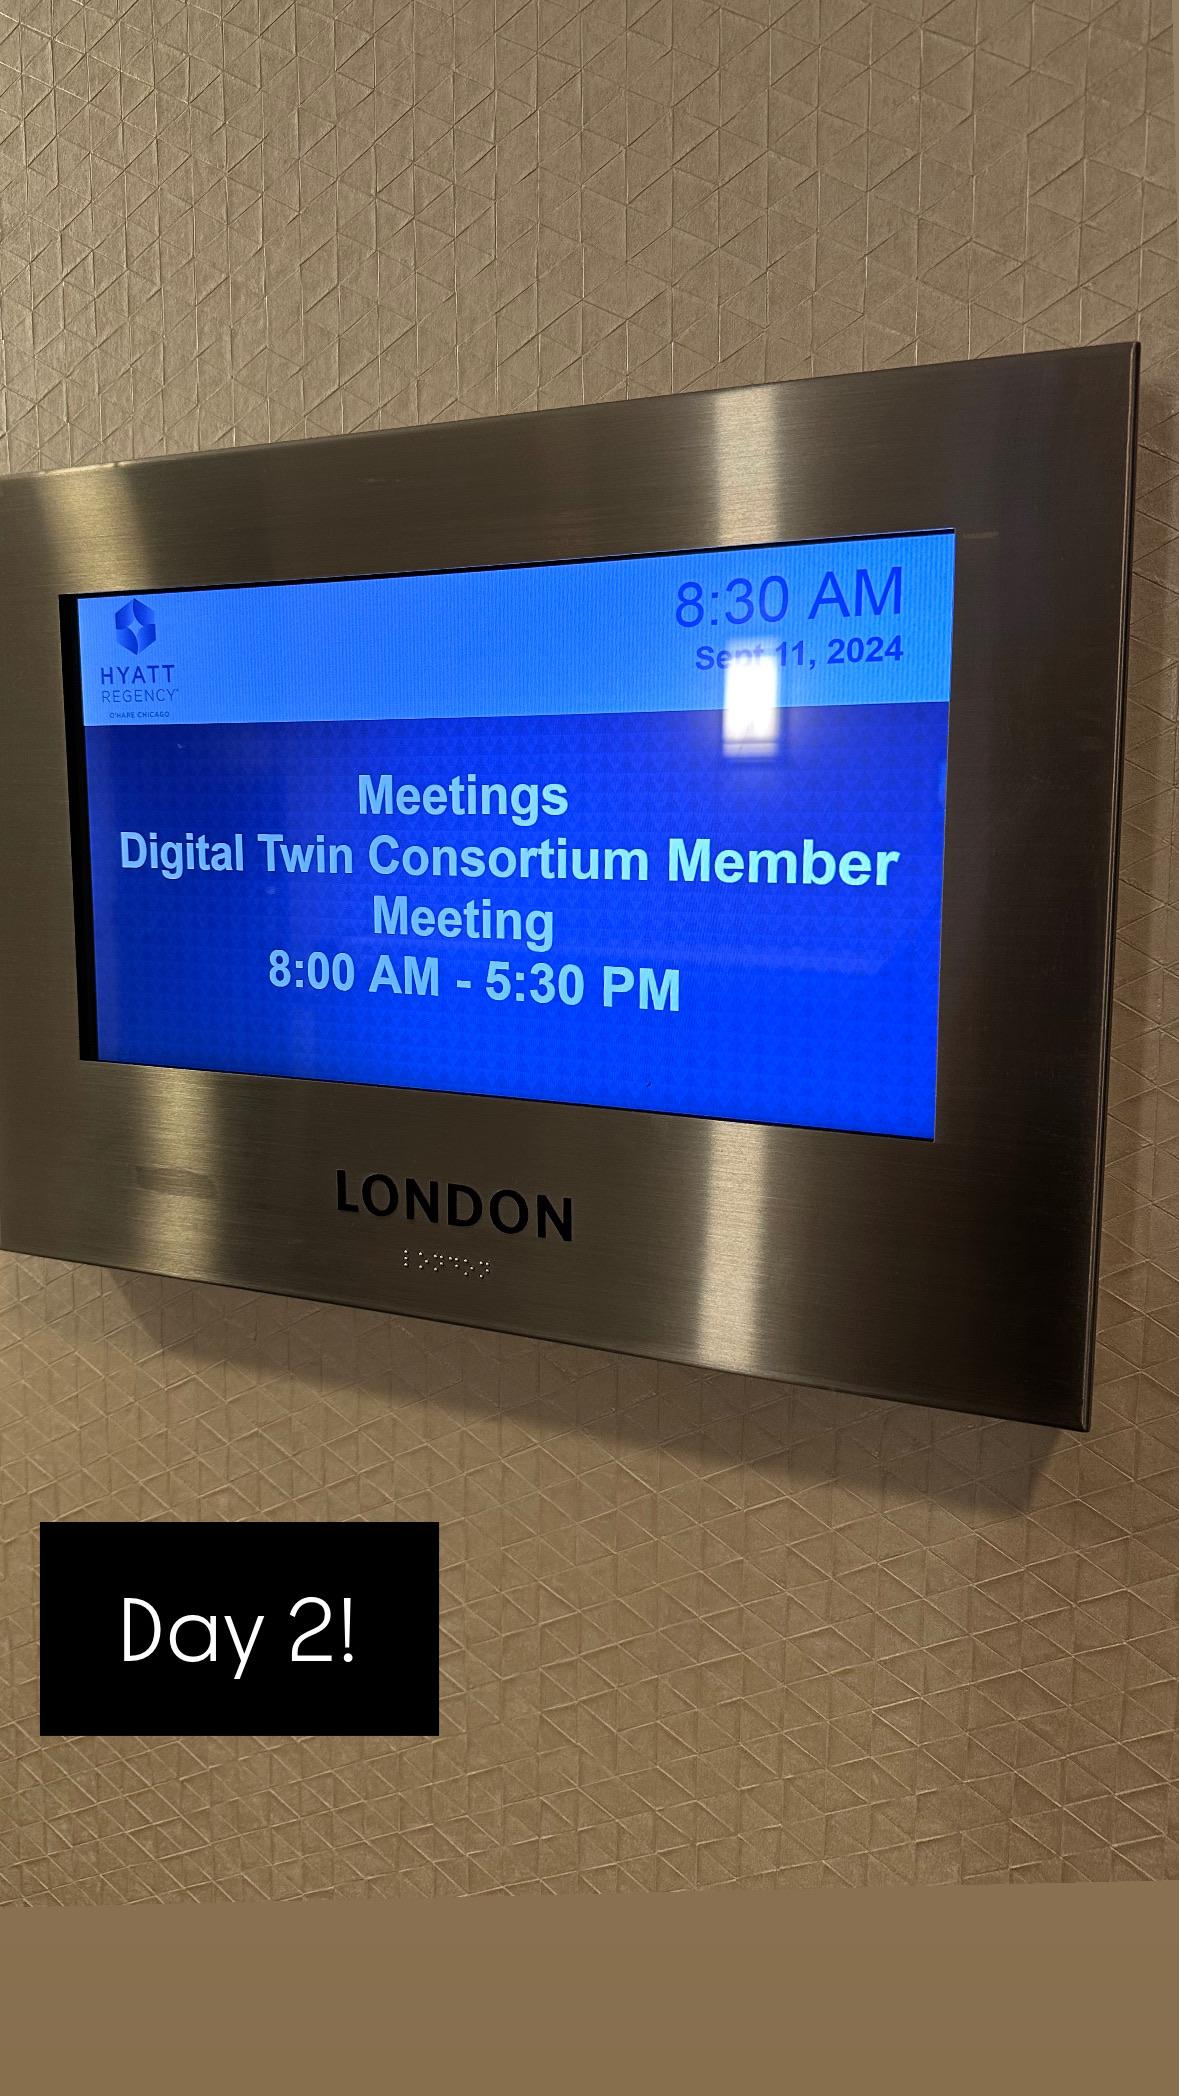 HYATT
REGENCY
O'HARE CHICAGO
8:30 AM
Sept 11, 2024
Meetings
Digital Twin Consortium Member
Meeting
8:00 AM - 5:30 PM
LONDON
⠇⠕⠝⠙⠕⠝
Day 2!